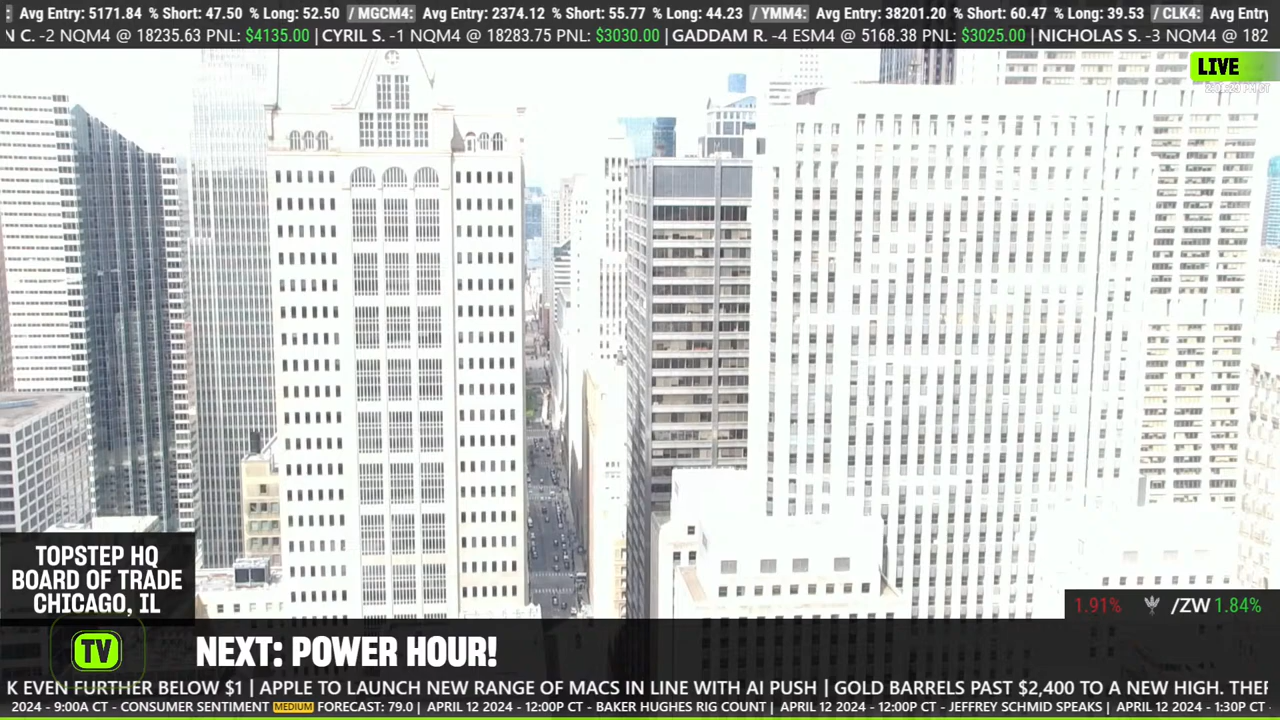 : Avg Entry: 5171.84 % Short: 47.50 % Long: 52.50 / MGCM4: Avg Entry: 2374.12 % Short: 55.77 % Long: 44.23 / YMM4: Avg Entry: 38201.20 % Short: 60.47 % Long: 39.53 / CLK4: Avg Entry
N C. -2 NQM4 @ 18235.63 PNL: $4135.00 | CYRIL S. -1 NQM4 @ 18283.75 PNL: $3030.00 | GADDAM R. -4 ESM4 @ 5168.38 PNL: $3025.00 | NICHOLAS S. -3 NQM4 @ 182
LIVE
TOPSTEP HQ
BOARD OF TRADE
CHICAGO, IL
1.91% /ZW 1.84%
TV
NEXT: POWER HOUR!
K EVEN FURTHER BELOW $1 | APPLE TO LAUNCH NEW RANGE OF MACS IN LINE WITH AI PUSH | GOLD BARRELS PAST $2,400 TO A NEW HIGH. THER
2024 - 9:00A CT - CONSUMER SENTIMENT MEDIUM FORECAST: 79.0 | APRIL 12 2024 - 12:00P CT - BAKER HUGHES RIG COUNT | APRIL 12 2024 - 12:00P CT - JEFFREY SCHMID SPEAKS | APRIL 12 2024 - 1:30P CT -